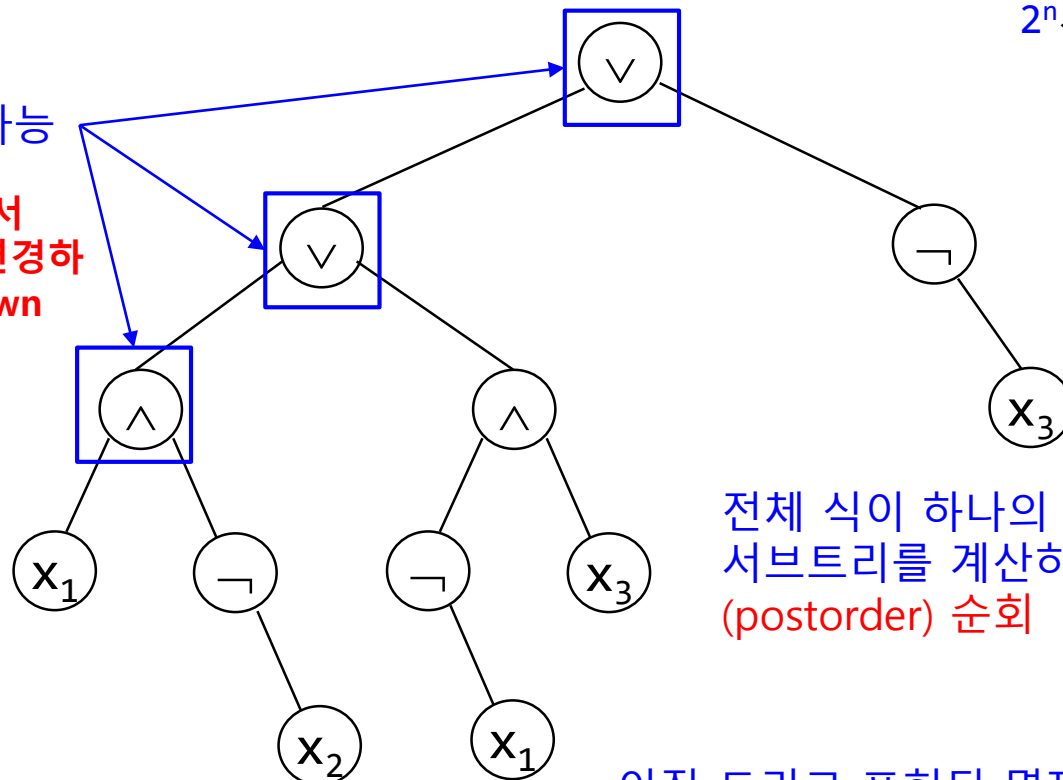 2ⁿ
∨
능
서
경하
wn
∨
¬
∧
∧
x₃
전체 식이 하나의
서브트리를 계산하
(postorder) 순회
x₁
¬
¬
x₃
x₂
x₁